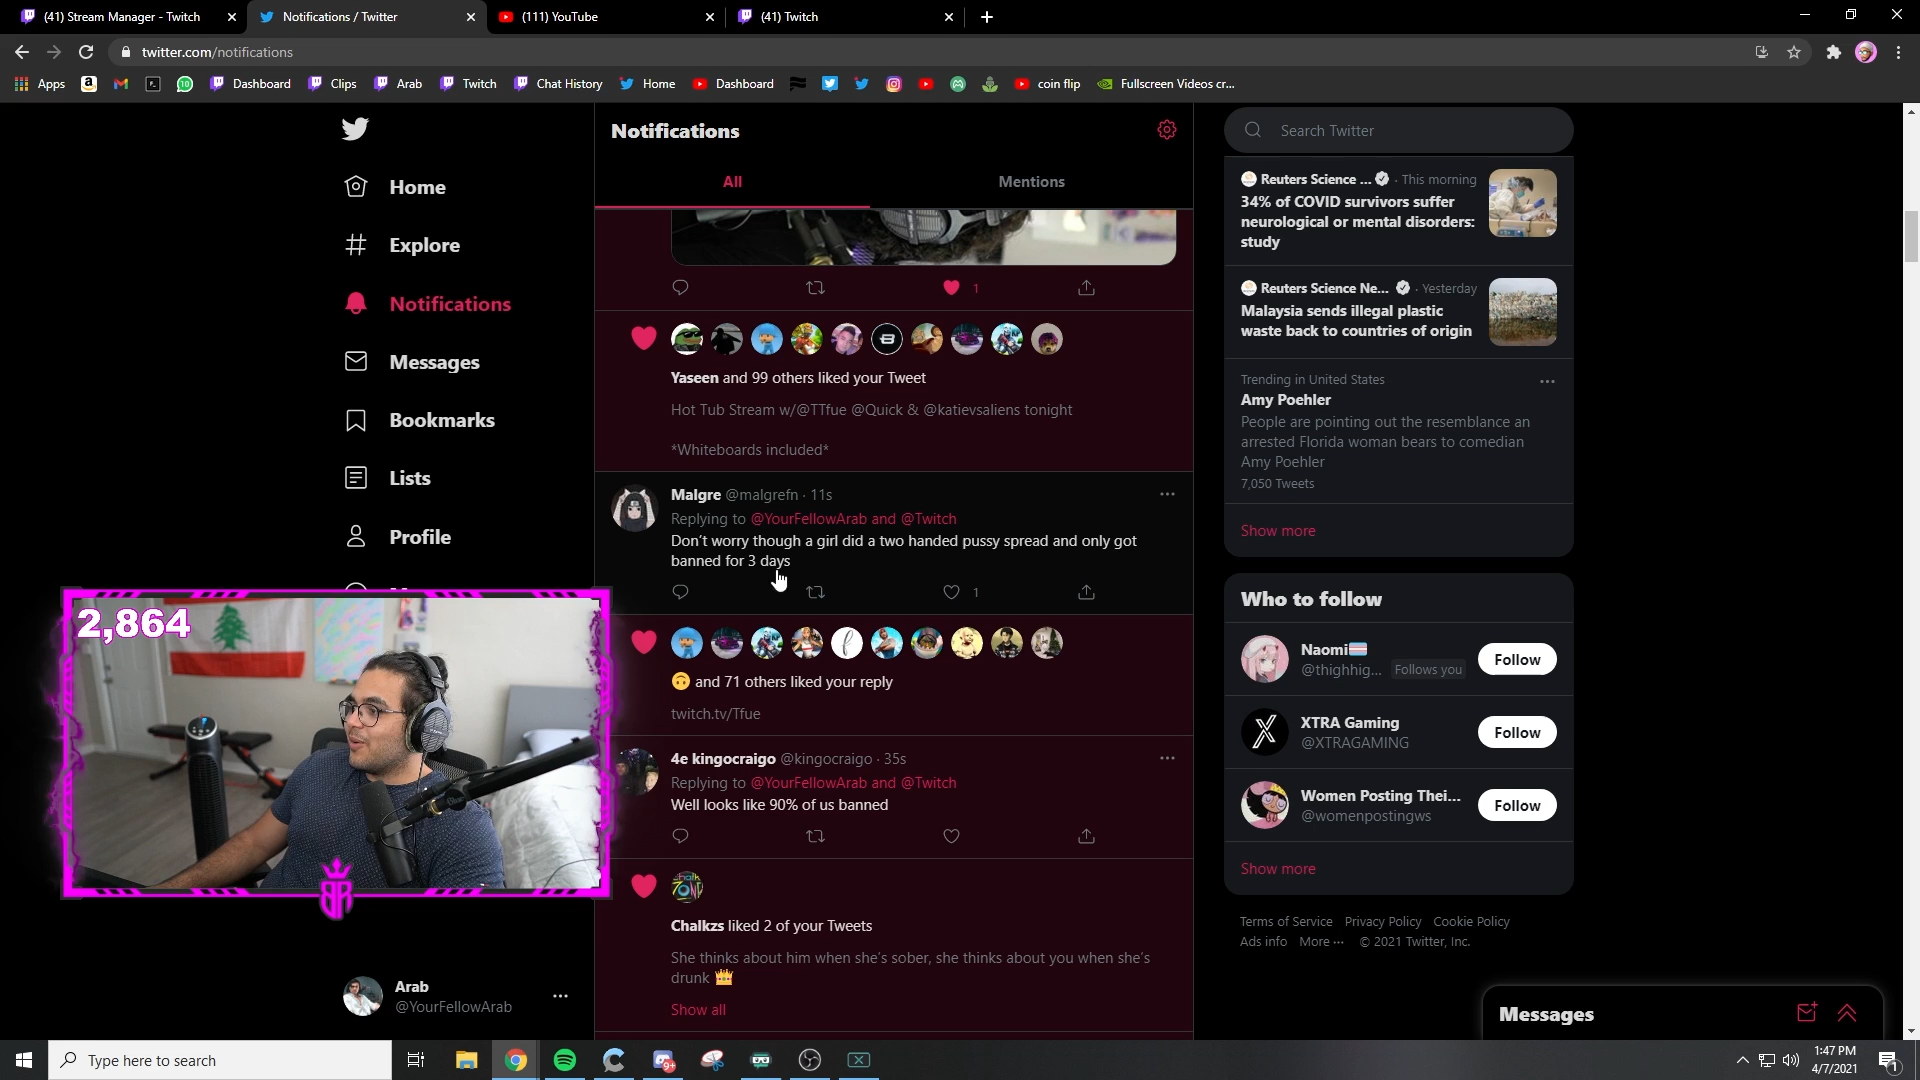 (41) Stream Manager - Twitch
Notifications / Twitter
(111) YouTube
(41) Twitch
twitter.com/notifications
Apps
Dashboard
Clips
Arab
Twitch
Chat History
Home
Dashboard
coin flip
Fullscreen Videos cr...
Home
Explore
Notifications
Messages
Bookmarks
Lists
Profile
2,864
Arab
@YourFellowArab
Notifications
All
Mentions
1
Yaseen and 99 others liked your Tweet
Hot Tub Stream w/@TTfue @Quick & @katievsaliens tonight
*Whiteboards included*
Malgre @malgrefn · 11s
Replying to @YourFellowArab and @Twitch
Don't worry though a girl did a two handed pussy spread and only got
banned for 3 days
1
🙃 and 71 others liked your reply
twitch.tv/Tfue
4e kingocraigo @kingocraigo · 35s
Replying to @YourFellowArab and @Twitch
Well looks like 90% of us banned
Chalkzs liked 2 of your Tweets
She thinks about him when she's sober, she thinks about you when she's
drunk 👑
Show all
Search Twitter
Reuters Science ... · This morning
34% of COVID survivors suffer
neurological or mental disorders:
study
Reuters Science Ne... · Yesterday
Malaysia sends illegal plastic
waste back to countries of origin
Trending in United States
Amy Poehler
People are pointing out the resemblance an
arrested Florida woman bears to comedian
Amy Poehler
7,050 Tweets
Show more
Who to follow
Naomi
@thighhig... Follows you
Follow
XTRA Gaming
@XTRAGAMING
Follow
Women Posting Thei...
@womenpostingws
Follow
Show more
Terms of Service Privacy Policy Cookie Policy
Ads info More ··· © 2021 Twitter, Inc.
Messages
Type here to search
9+
1:47 PM
4/7/2021
1